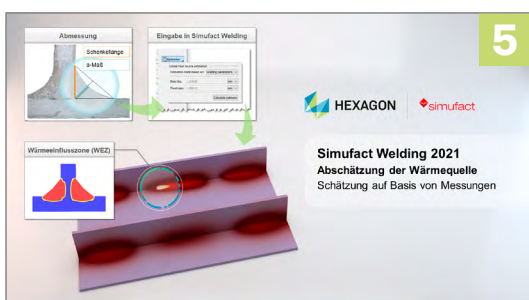 Abmessung
Schenkellänge
a-Maß
Eingabe in Simufact Welding
Wärmeeinflusszone (WEZ)
5
HEXAGON
simufact
Simufact Welding 2021
Abschätzung der Wärmequelle
Schätzung auf Basis von Messungen